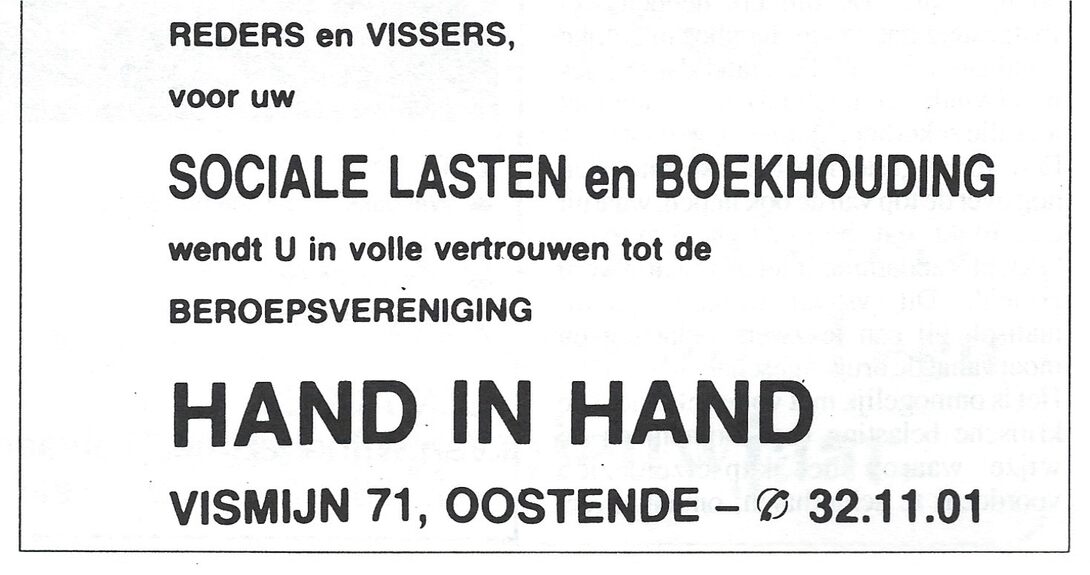 REDERS en VISSERS,
voor uw
SOCIALE LASTEN en BOEKHOUDING
wendt U in volle vertrouwen tot de
BEROEPSVERENIGING
HAND IN HAND
VISMIJN 71, OOSTENDE – ✆ 32.11.01